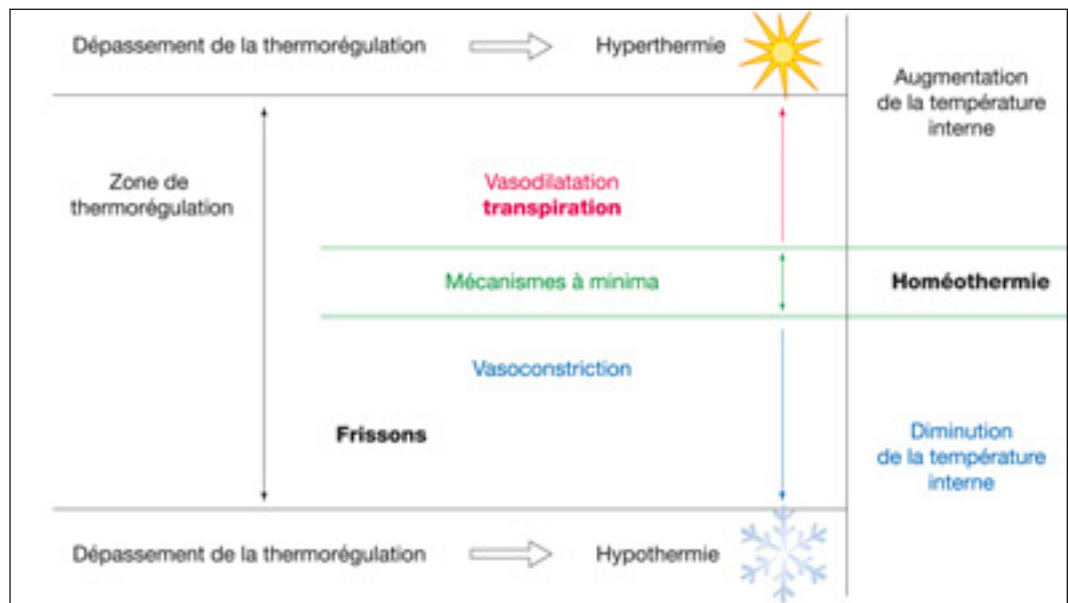 Dépassement de la thermorégulation
Hyperthermie
Augmentation
de la température
interne
Zone de
thermorégulation
Vasodilatation
transpiration
Mécanismes à minima
Homéothermie
Vasoconstriction
Frissons
Diminution
de la température
interne
Dépassement de la thermorégulation
Hypothermie